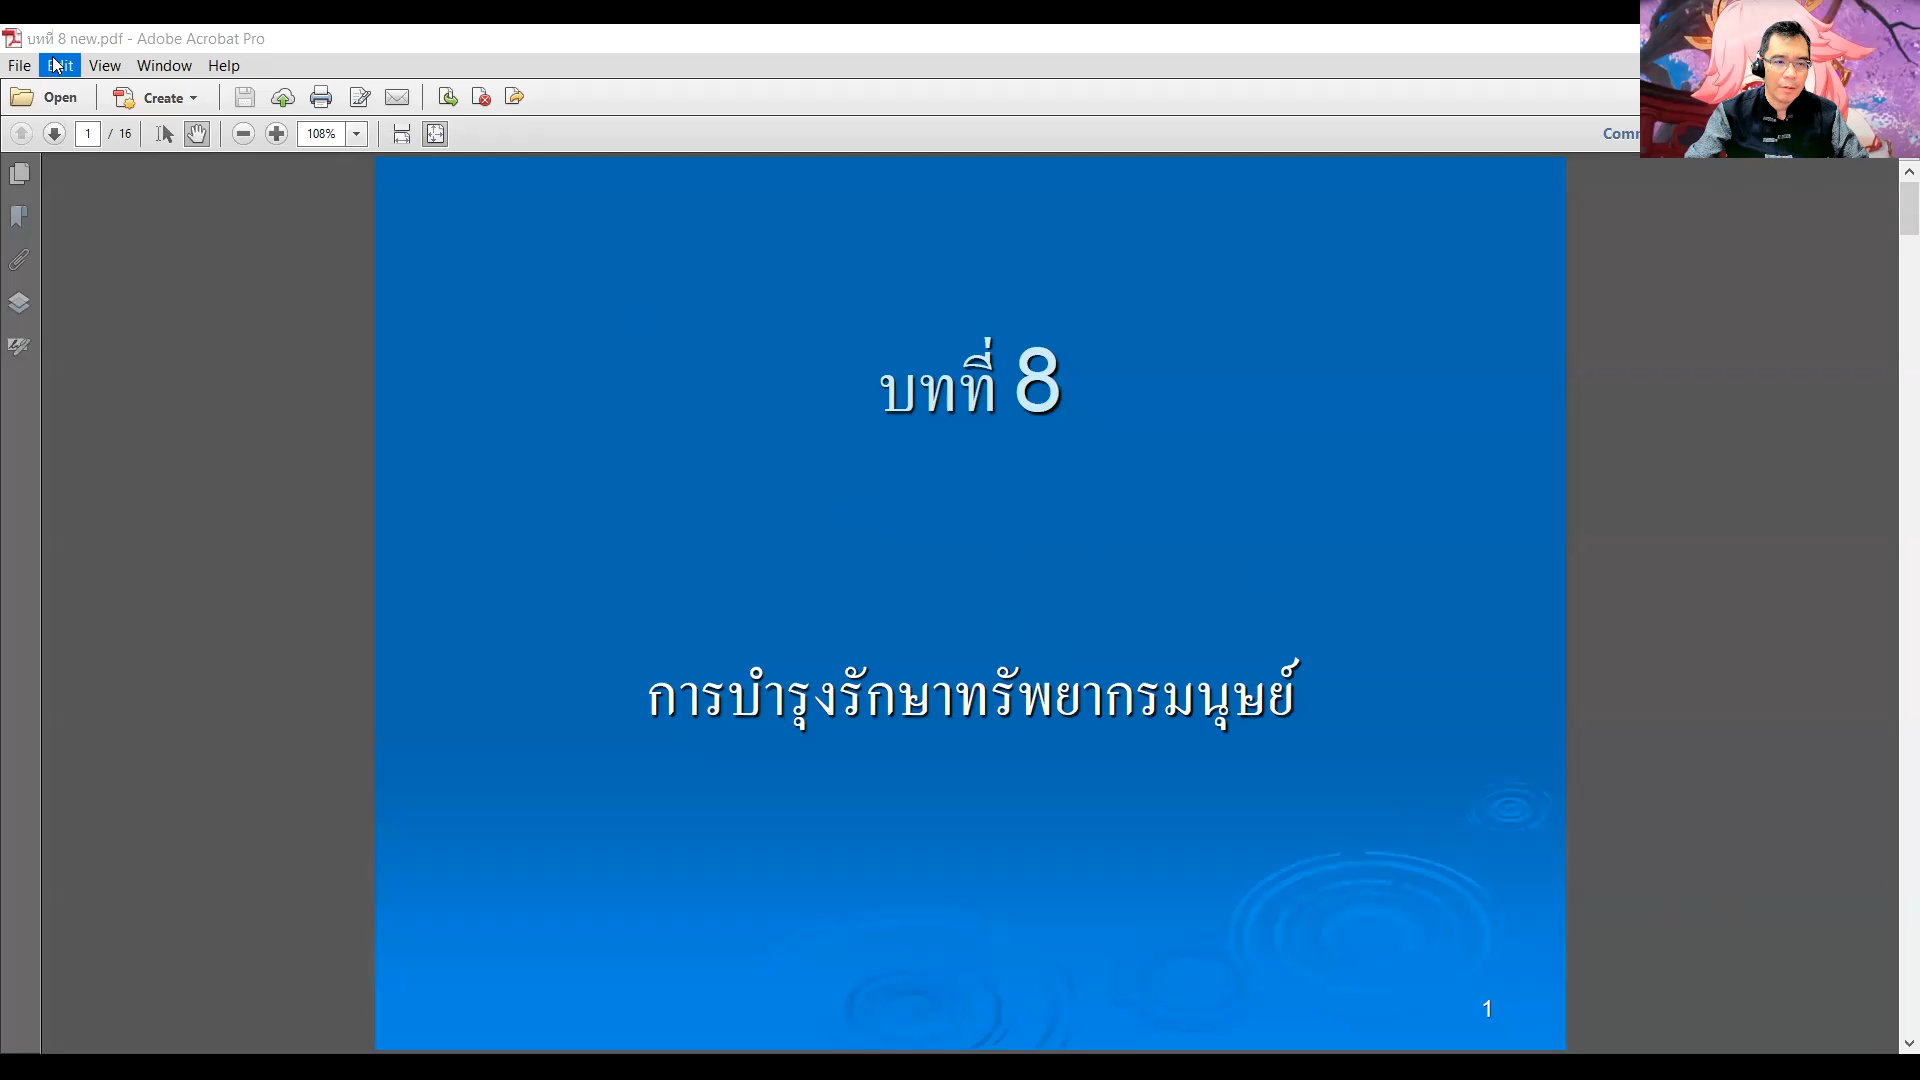 บทที่ 8 new.pdf - Adobe Acrobat Pro
File Edit View Window Help
Open Create
1 / 16 108% Comm
บทที่ 8
การบำรุงรักษาทรัพยากรมนุษย์
1